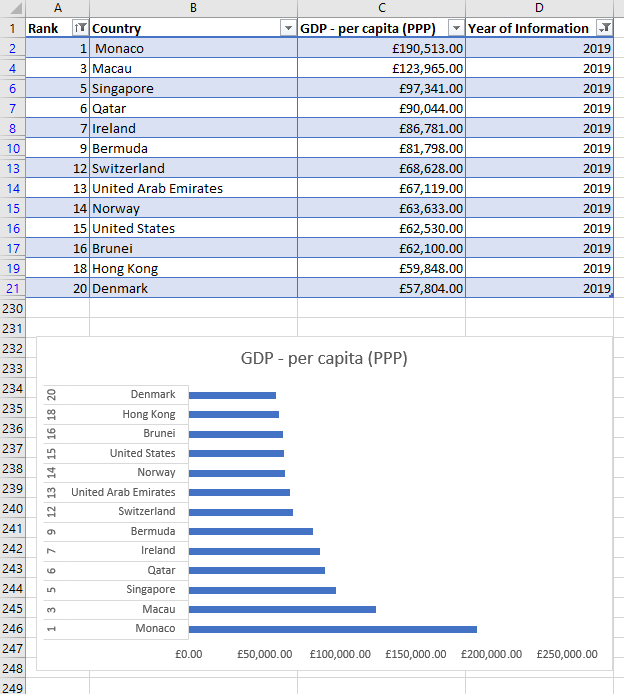 A B C D
1 Rank Country GDP - per capita (PPP) Year of Information
2 1 Monaco £190,513.00 2019
4 3 Macau £123,965.00 2019
6 5 Singapore £97,341.00 2019
7 6 Qatar £90,044.00 2019
8 7 Ireland £86,781.00 2019
10 9 Bermuda £81,798.00 2019
13 12 Switzerland £68,628.00 2019
14 13 United Arab Emirates £67,119.00 2019
15 14 Norway £63,633.00 2019
16 15 United States £62,530.00 2019
17 16 Brunei £62,100.00 2019
19 18 Hong Kong £59,848.00 2019
21 20 Denmark £57,804.00 2019
230
231
232
GDP - per capita (PPP)
233
234 20 Denmark
235 18 Hong Kong
236 16 Brunei
237 15 United States
238 14 Norway
239 13 United Arab Emirates
240 12 Switzerland
241 9 Bermuda
242 7 Ireland
243 6 Qatar
244 5 Singapore
245 3 Macau
246 1 Monaco
247 £0.00 £50,000.00 £100,000.00 £150,000.00 £200,000.00 £250,000.00
248
249